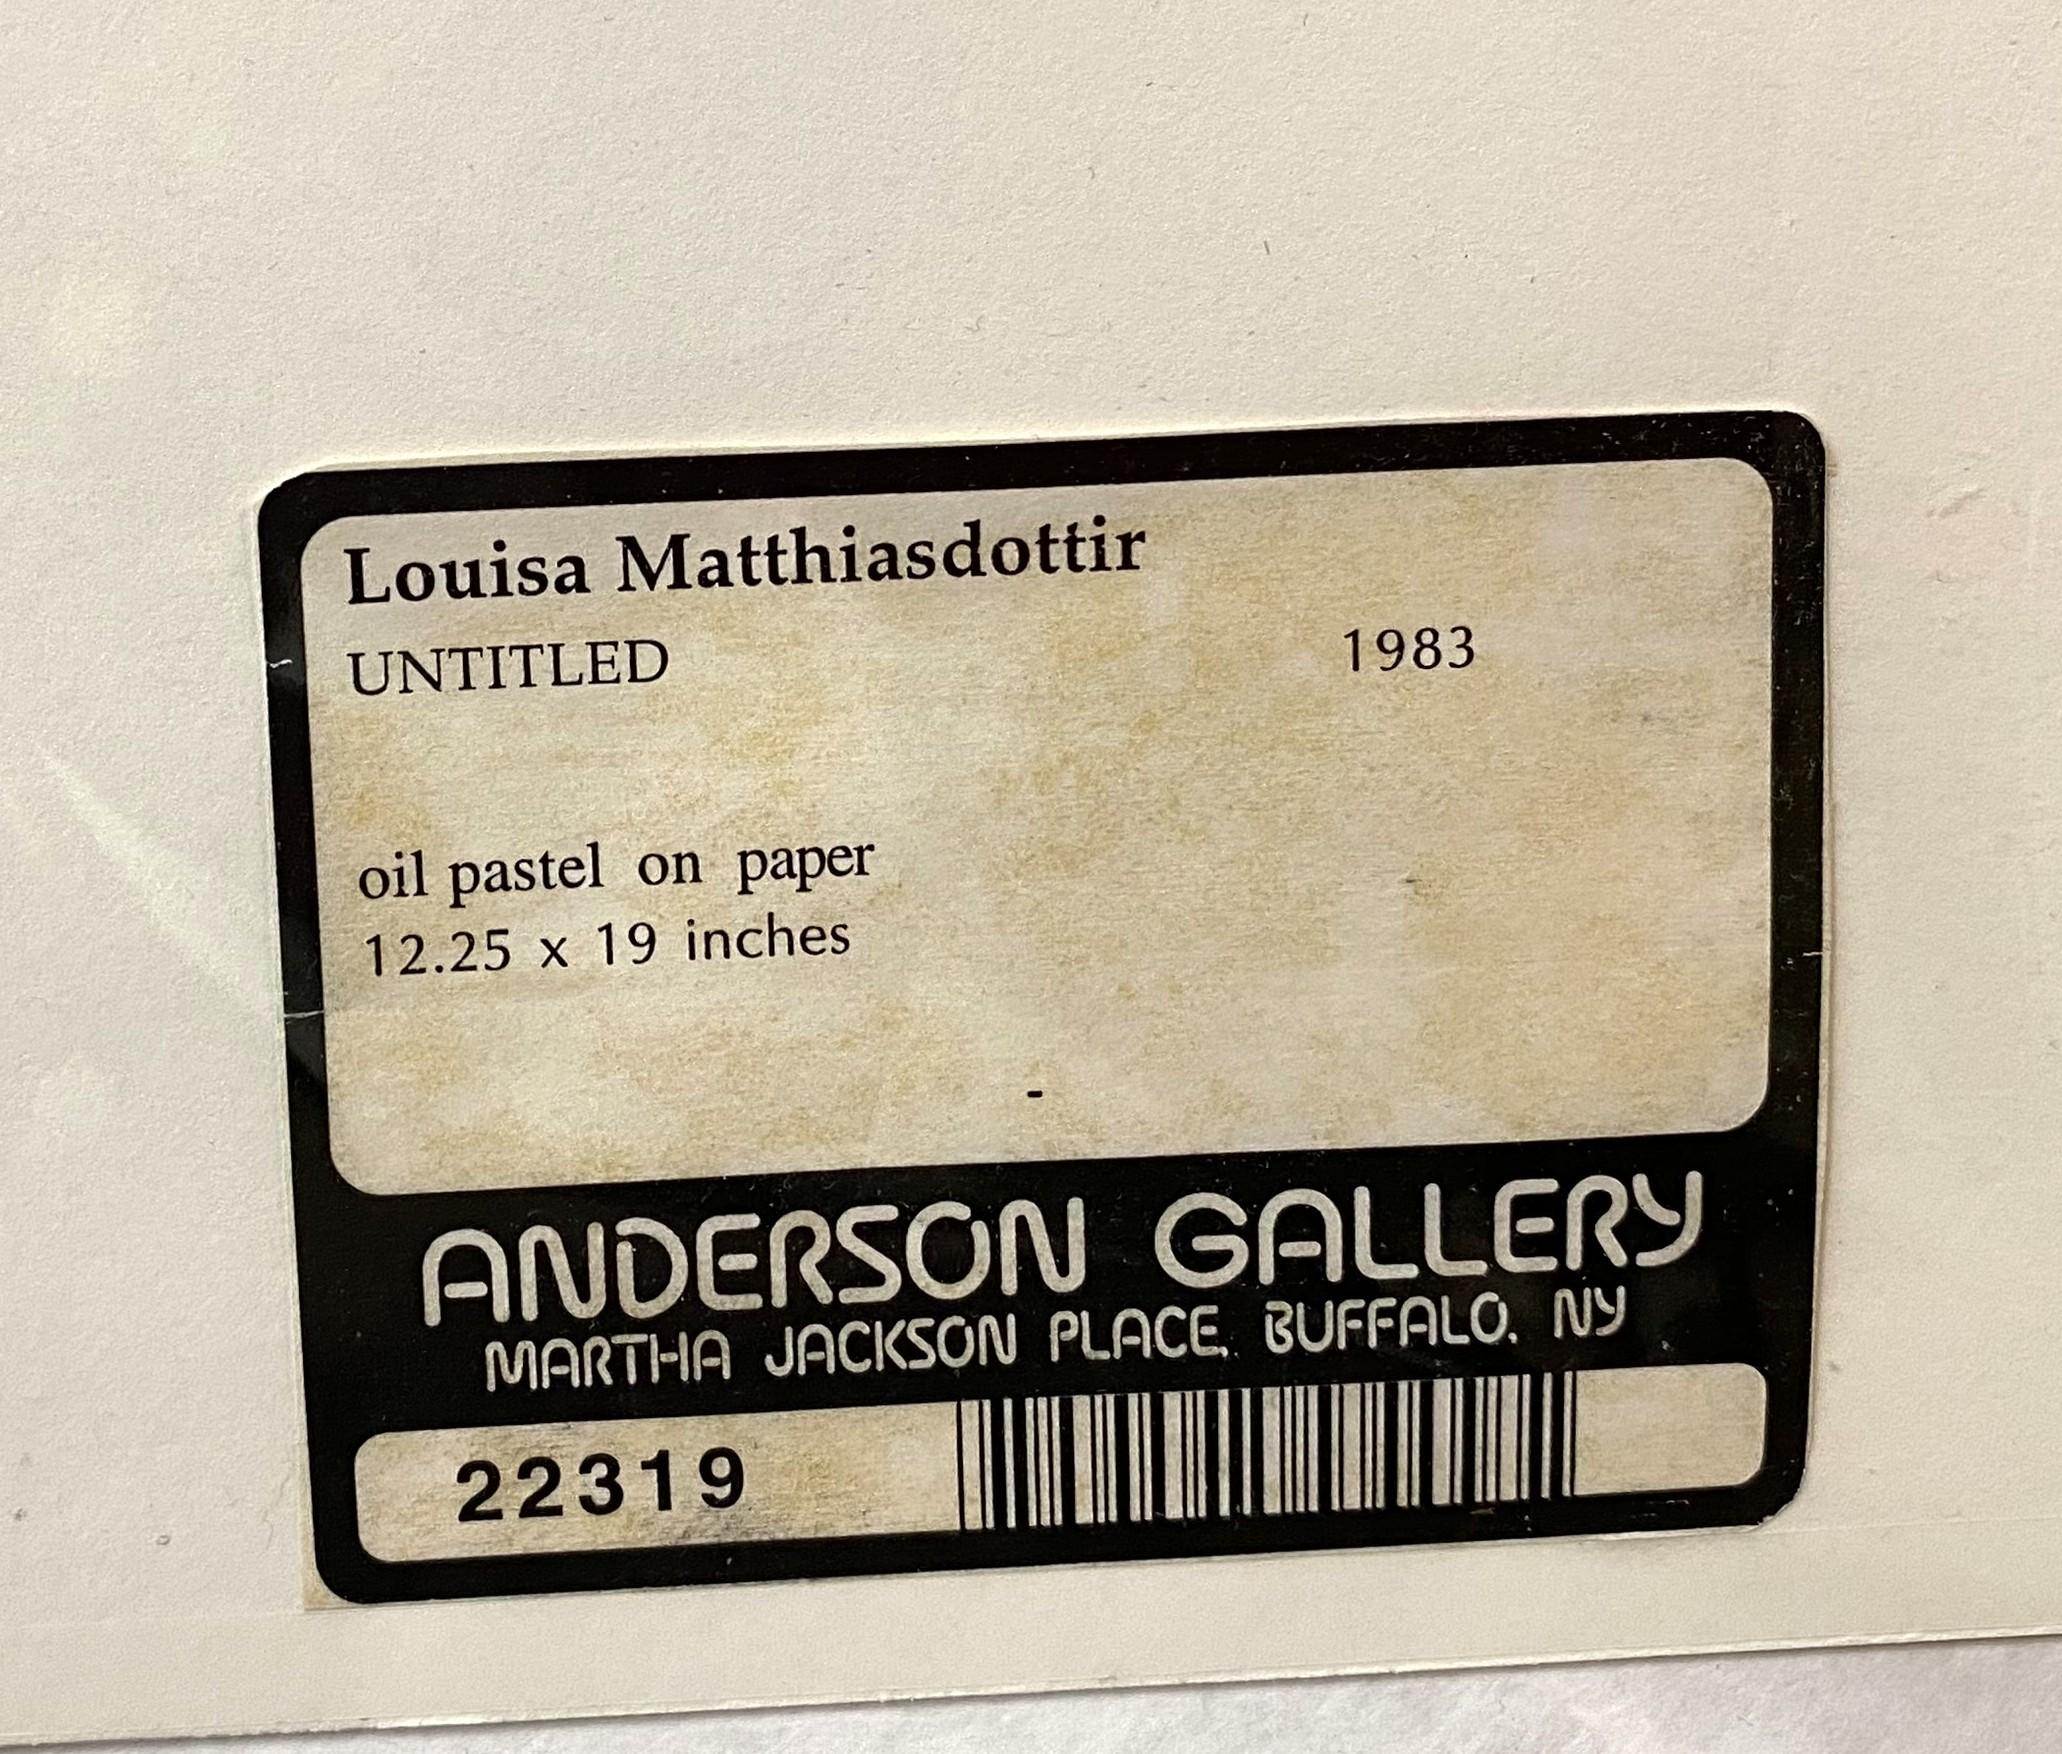 Louisa Matthiasdottir
UNTITLED 1983
oil pastel on paper
12.25 x 19 inches
-
ANDERSON GALLERY
MARTHA JACKSON PLACE, BUFFALO, NY
22319